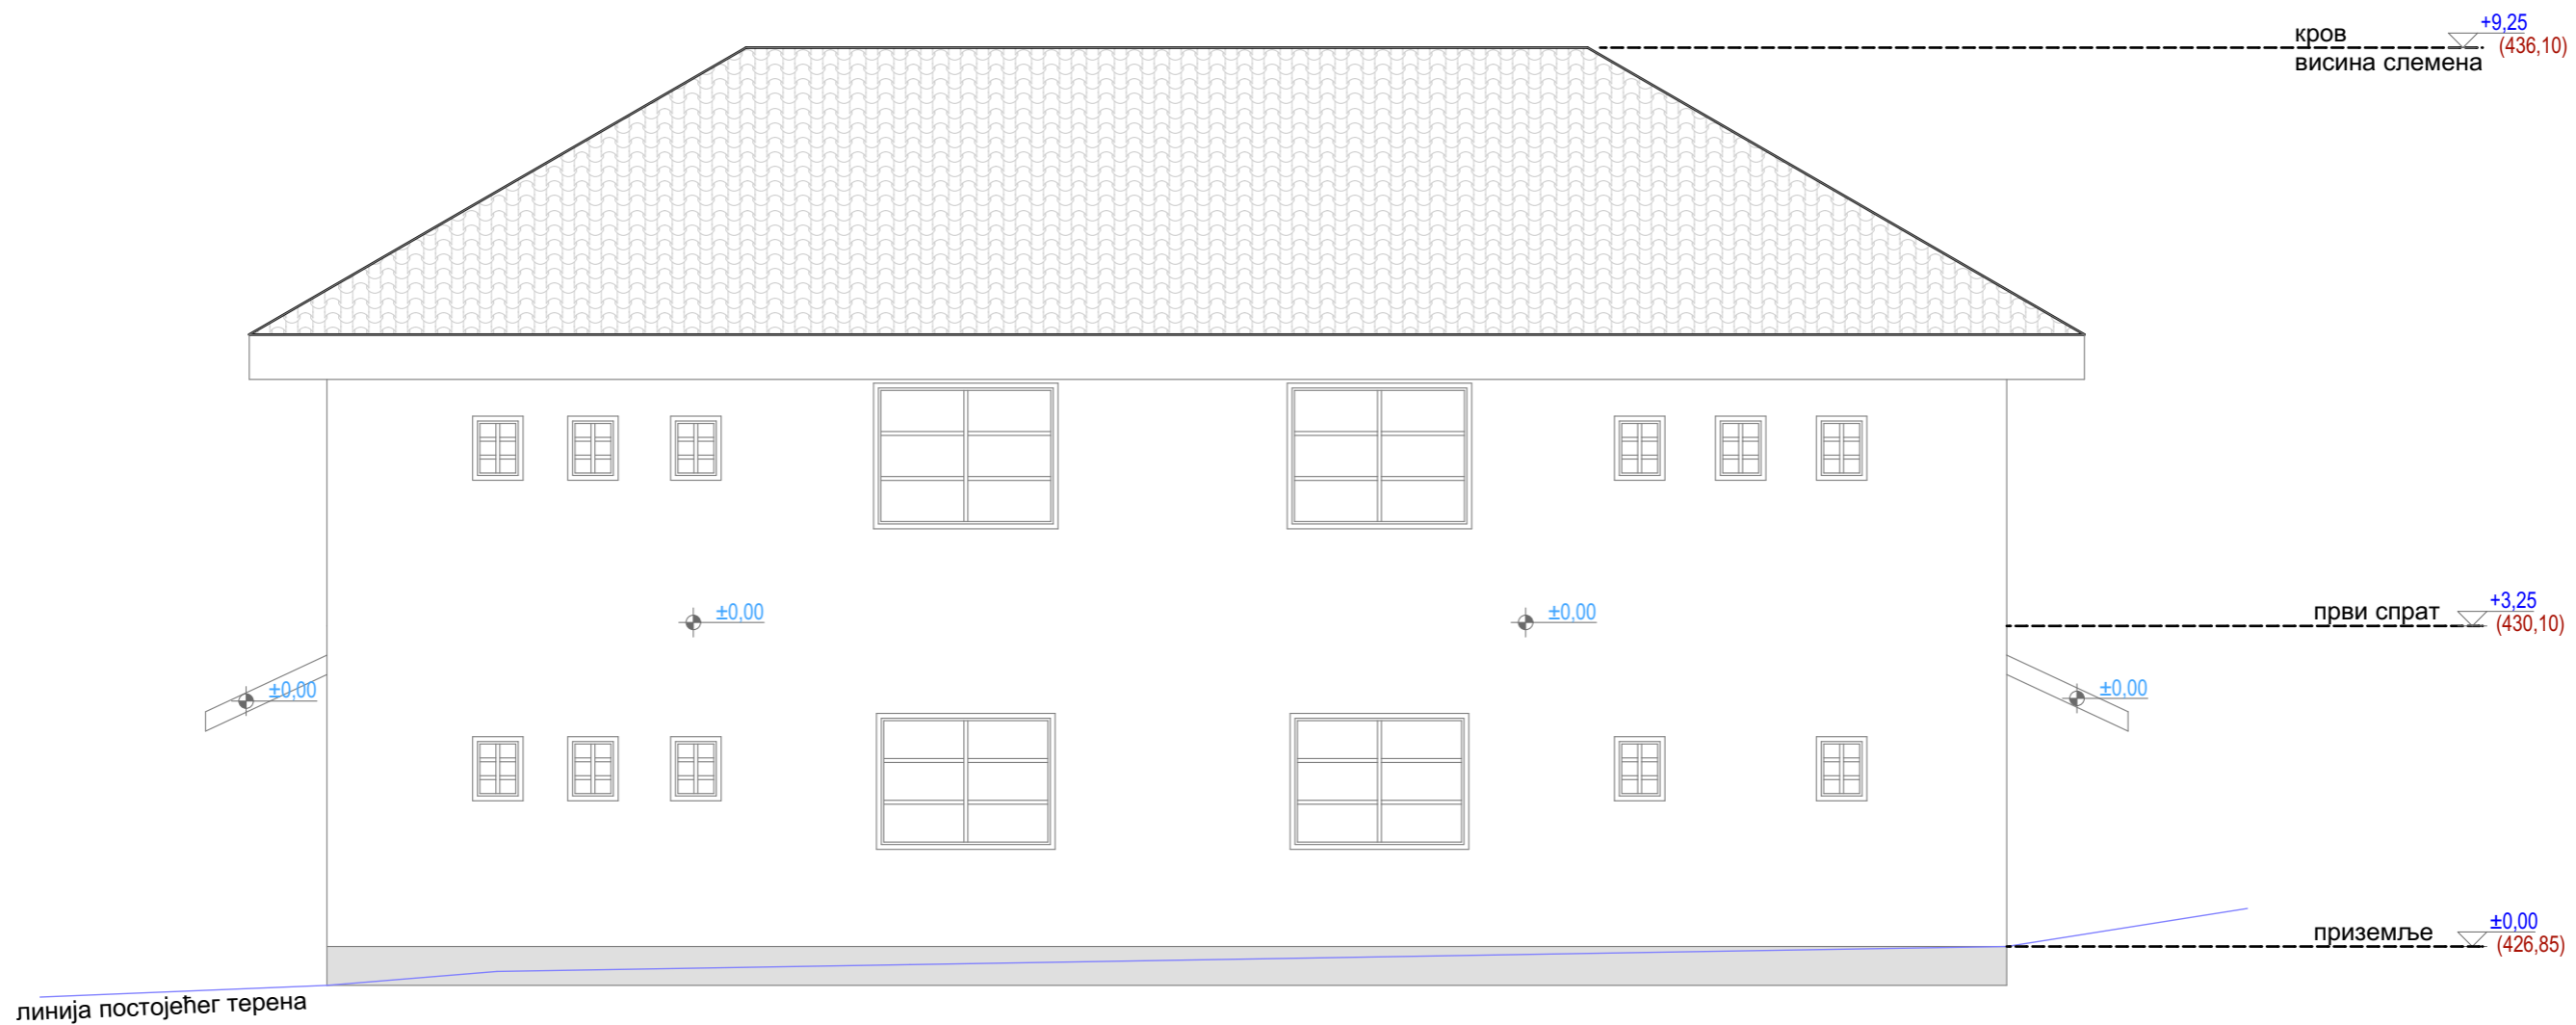 кров
висина слемена
+9,25
(436,10)
±0,00
±0,00
први спрат
+3,25
(430,10)
±0,00
±0,00
приземље
±0,00
(426,85)
линија постојећег терена